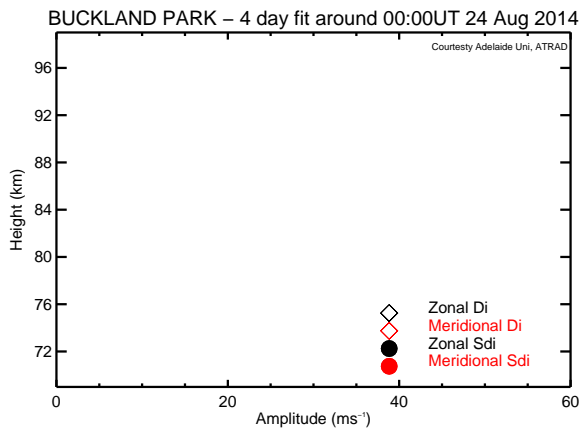 BUCKLAND PARK – 4 day fit around 00:00UT 24 Aug 2014
Courtesty Adelaide Uni, ATRAD
96
92
88
84
80
76
72
Height (km)
Zonal Di
Meridional Di
Zonal Sdi
Meridional Sdi
0 20 40 60
Amplitude (ms⁻¹)